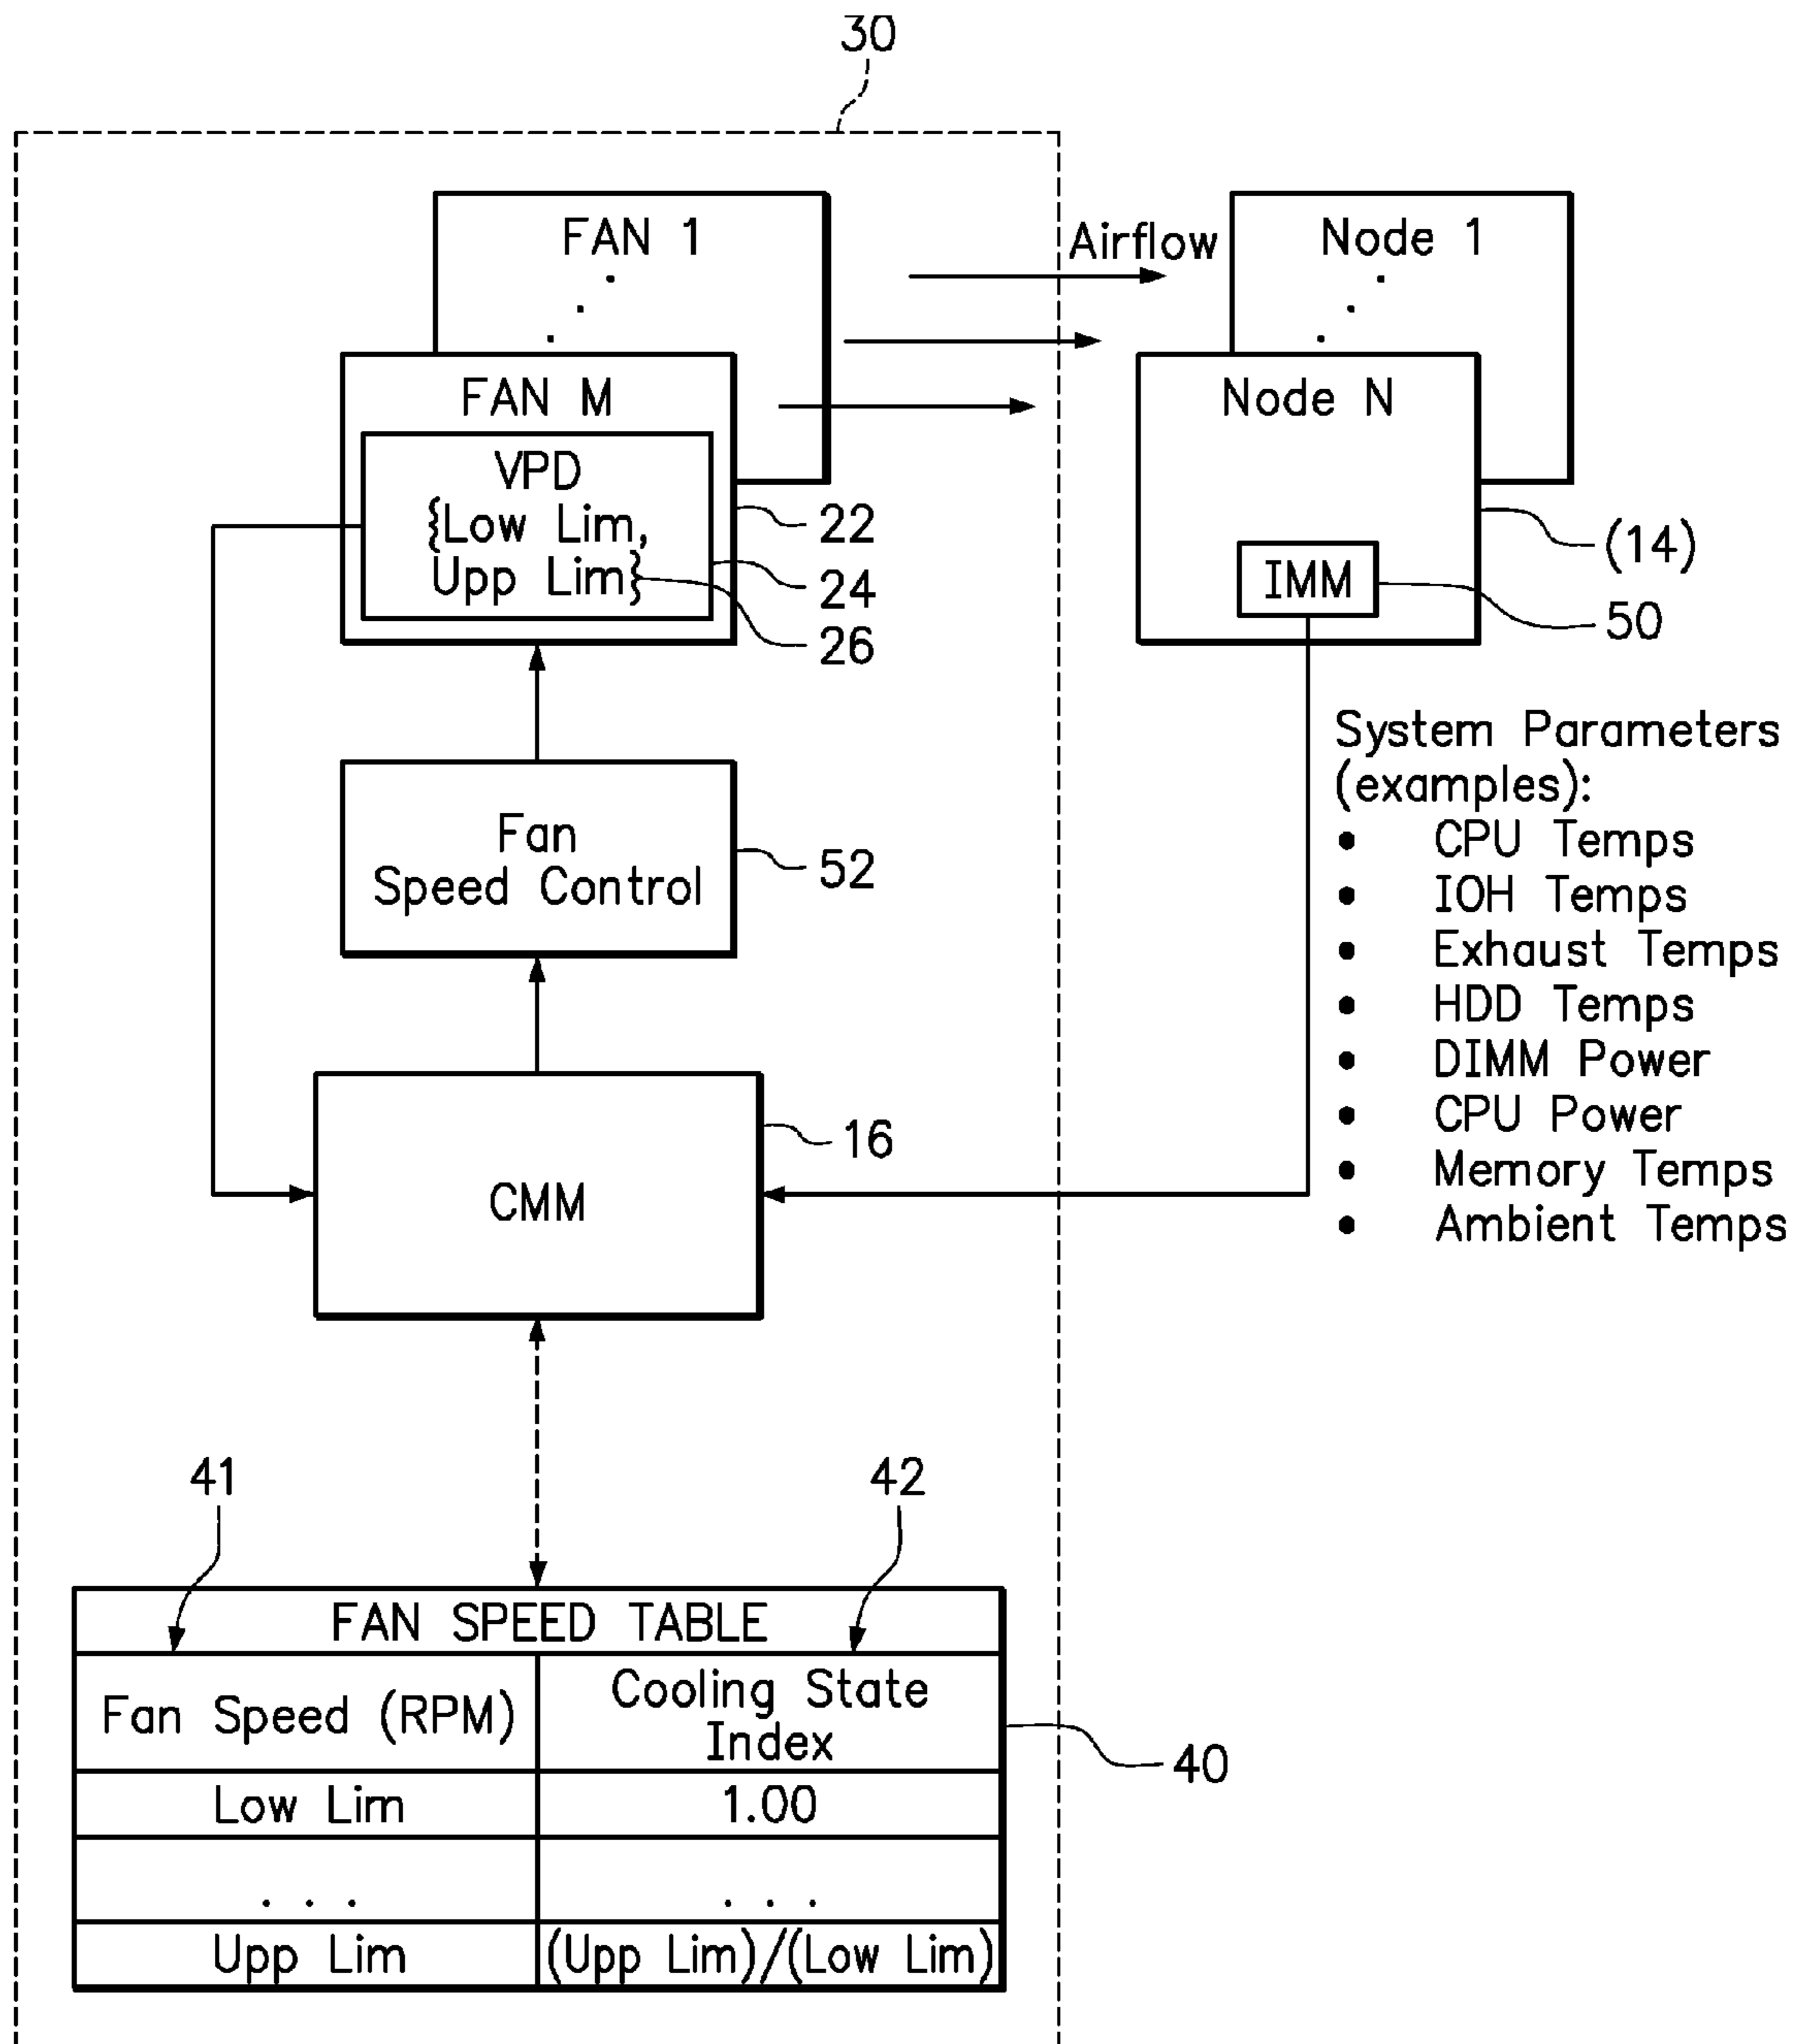 30
FAN 1
Airflow
Node 1
FAN M
Node N
VPD
{Low Lim,
Upp Lim}
22
24
26
(14)
IMM
50
System Parameters
(examples):
• CPU Temps
• IOH Temps
• Exhaust Temps
• HDD Temps
• DIMM Power
• CPU Power
• Memory Temps
• Ambient Temps
Fan
Speed Control
52
16
CMM
41
42
FAN SPEED TABLE
Fan Speed (RPM)
Cooling State
Index
40
Low Lim
1.00
. . .
. . .
Upp Lim
(Upp Lim)/(Low Lim)